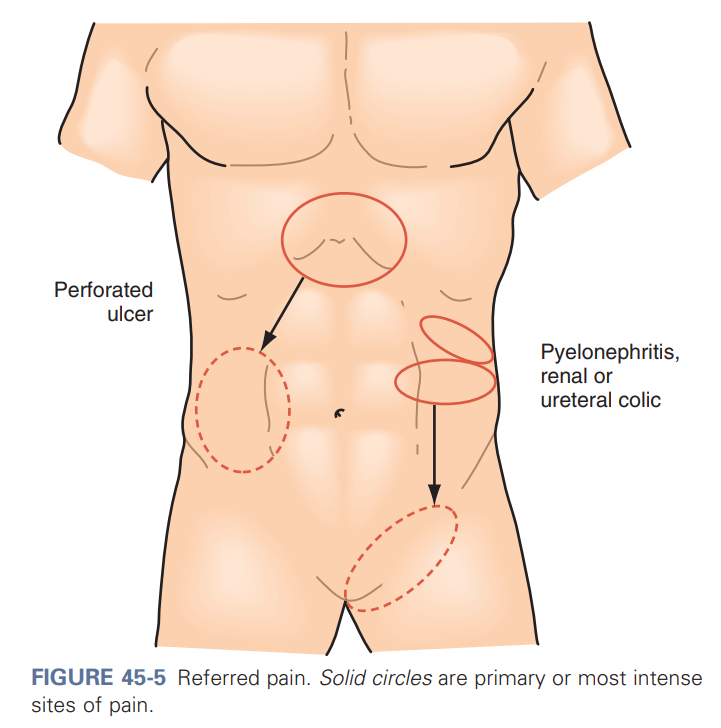 Perforated
ulcer
Pyelonephritis,
renal or
ureteral colic
FIGURE 45-5 Referred pain. Solid circles are primary or most intense
sites of pain.